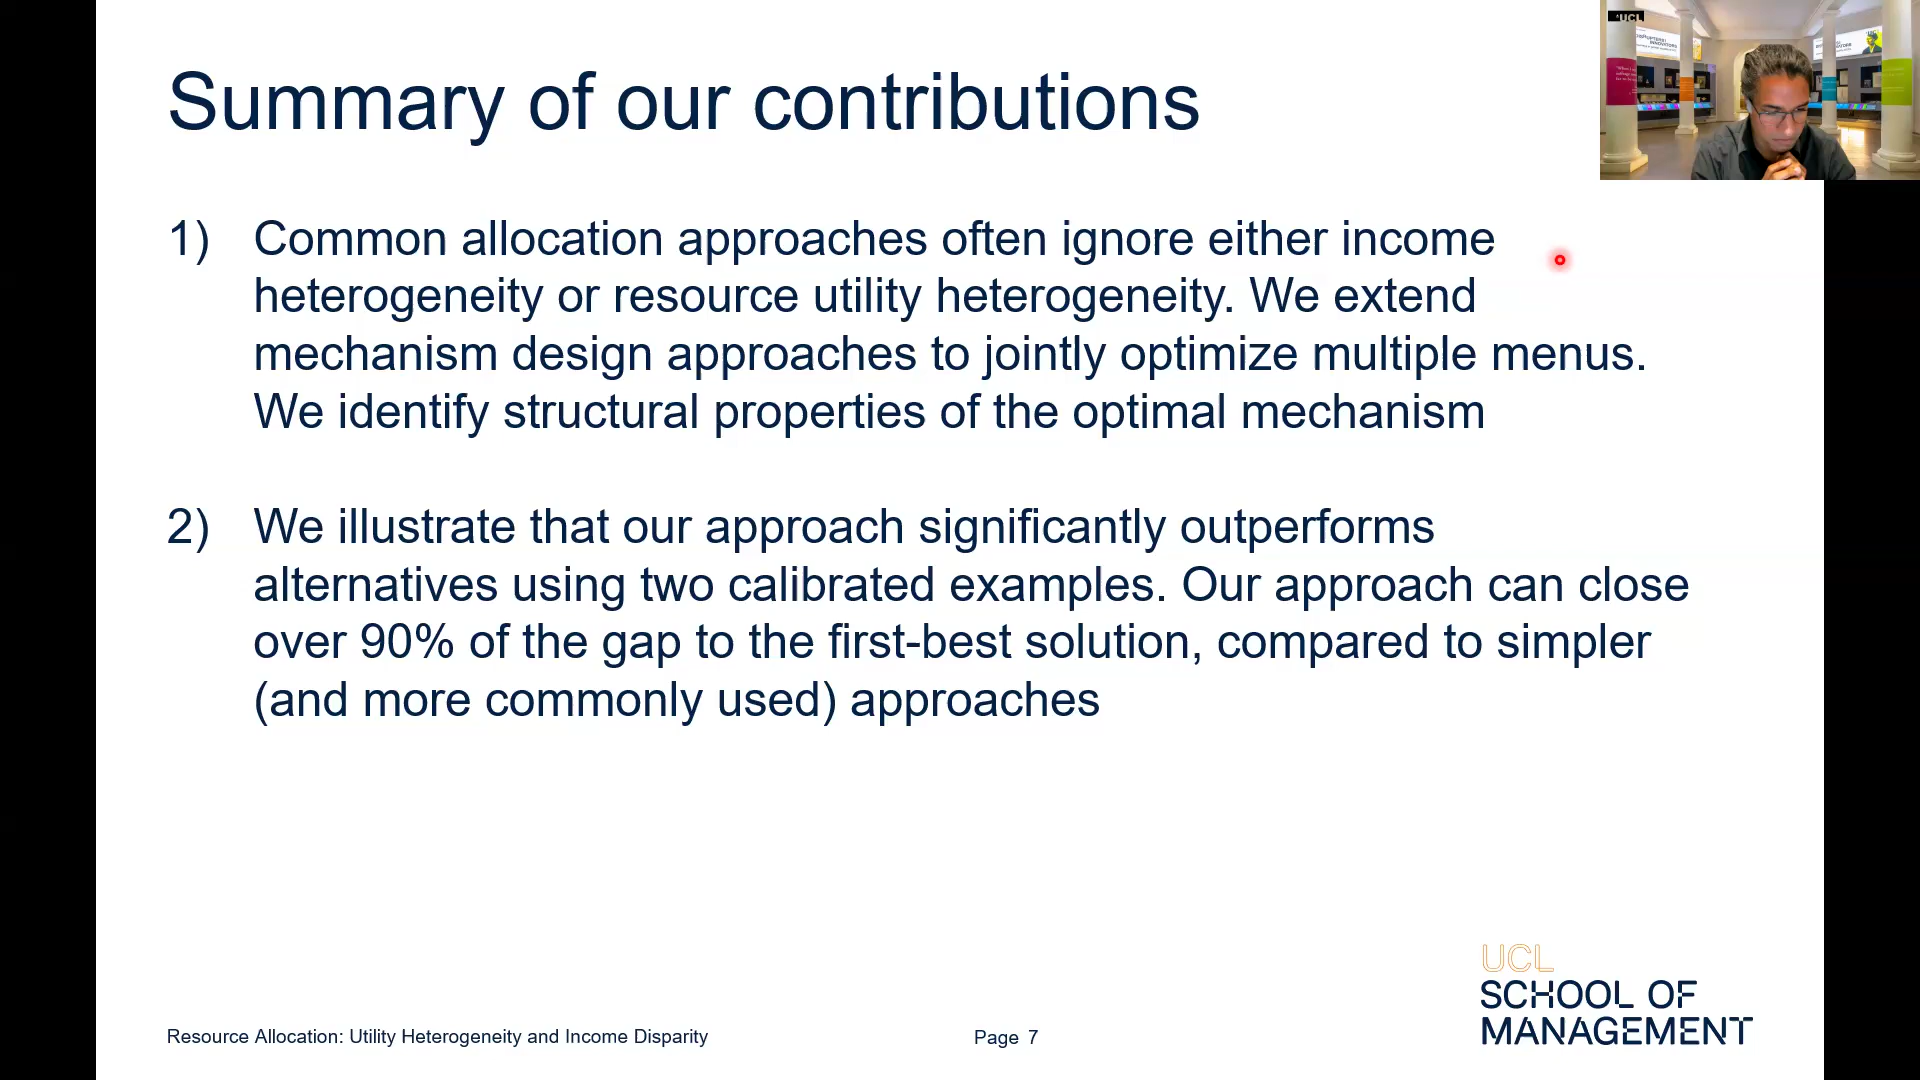 Summary of our contributions
UCL
1) Common allocation approaches often ignore either income
heterogeneity or resource utility heterogeneity. We extend
mechanism design approaches to jointly optimize multiple menus.
We identify structural properties of the optimal mechanism
2) We illustrate that our approach significantly outperforms
alternatives using two calibrated examples. Our approach can close
over 90% of the gap to the first-best solution, compared to simpler
(and more commonly used) approaches
UCL
SCHOOL OF
MANAGEMENT
Resource Allocation: Utility Heterogeneity and Income Disparity
Page 7